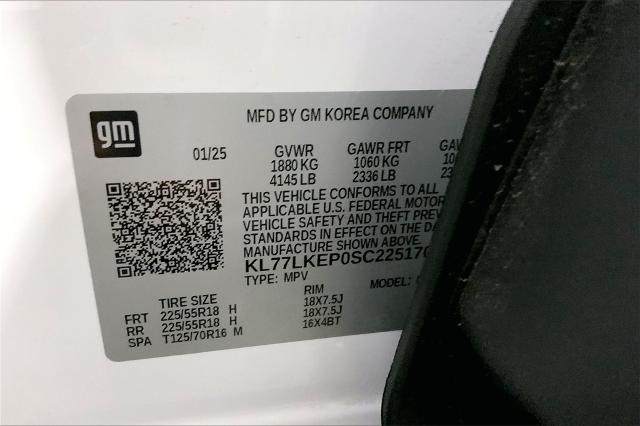 gm
MFD BY GM KOREA COMPANY
01/25 GVWR GAWR FRT
1880 KG 1060 KG
4145 LB 2336 LB
THIS VEHICLE CONFORMS TO ALL
APPLICABLE U.S. FEDERAL MOTOR
VEHICLE SAFETY AND THEFT
STANDARDS IN EFFECT ON THE
MANUFACTURE SHOWN ABOVE.
KL77LKEP0SC22517
TYPE: MPV MODEL:
TIRE SIZE RIM
FRT 225/55R18 H 18X7.5J
RR 225/55R18 H 18X7.5J
SPA T125/70R16 M 16X4BT